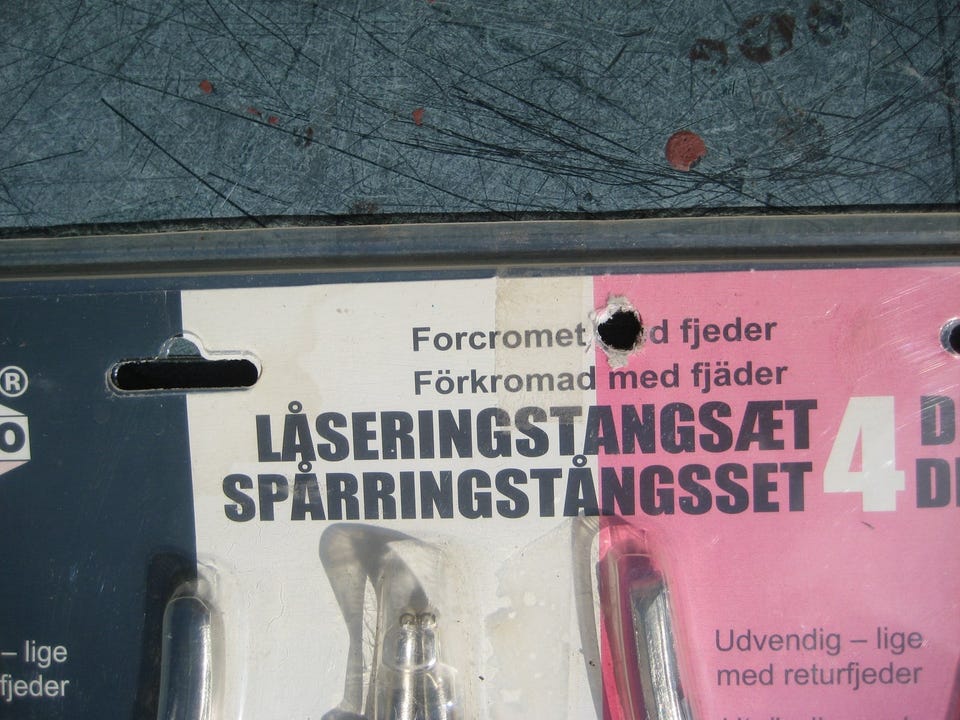 ®
Forcromet fjeder
Förkromad med fjäder
LÅSERINGSTANGSÆT
SPÅRRINGSTÅNGSSET
4
– lige
fjeder
Udvendig – lige
med returfjeder